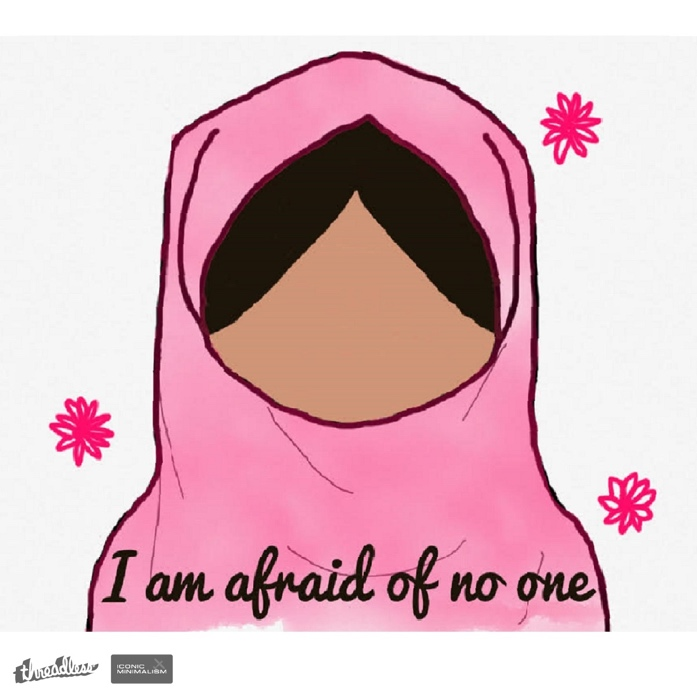 I am afraid of no one
threadless
ICONIC
MINIMALISM